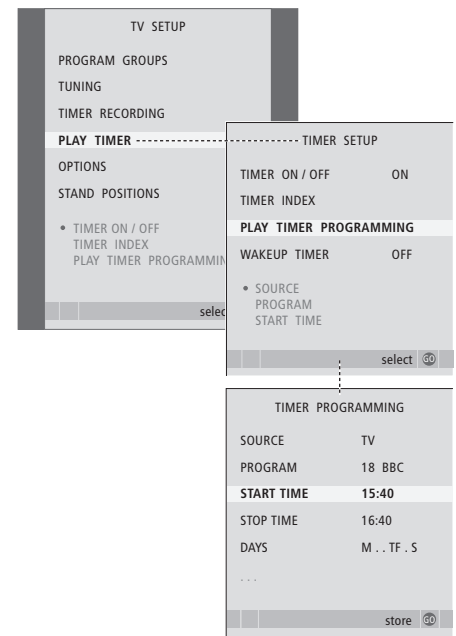 TV SETUP
PROGRAM GROUPS
TUNING
TIMER RECORDING
PLAY TIMER
OPTIONS
STAND POSITIONS
• TIMER ON / OFF
TIMER INDEX
PLAY TIMER PROGRAMMIN
selec
TIMER SETUP
TIMER ON / OFF ON
TIMER INDEX
PLAY TIMER PROGRAMMING
WAKEUP TIMER OFF
• SOURCE
PROGRAM
START TIME
select GO
TIMER PROGRAMMING
SOURCE TV
PROGRAM 18 BBC
START TIME 15:40
STOP TIME 16:40
DAYS M . . TF . S
. . .
store GO